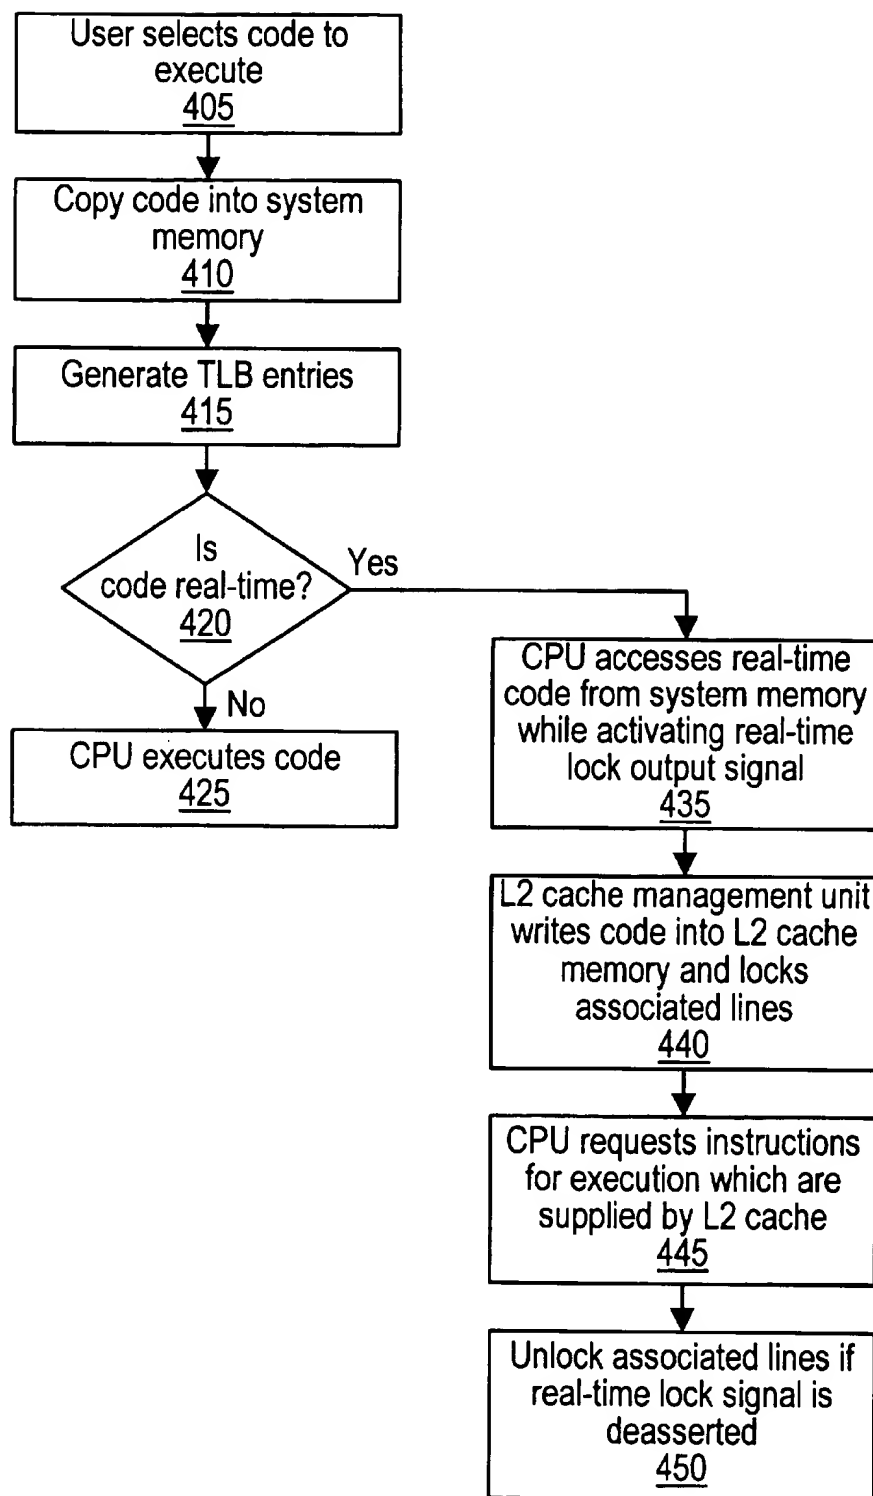 User selects code to
execute
405
Copy code into system
memory
410
Generate TLB entries
415
Is
code real-time?
420
Yes
No
CPU executes code
425
CPU accesses real-time
code from system memory
while activating real-time
lock output signal
435
L2 cache management unit
writes code into L2 cache
memory and locks
associated lines
440
CPU requests instructions
for execution which are
supplied by L2 cache
445
Unlock associated lines if
real-time lock signal is
deasserted
450